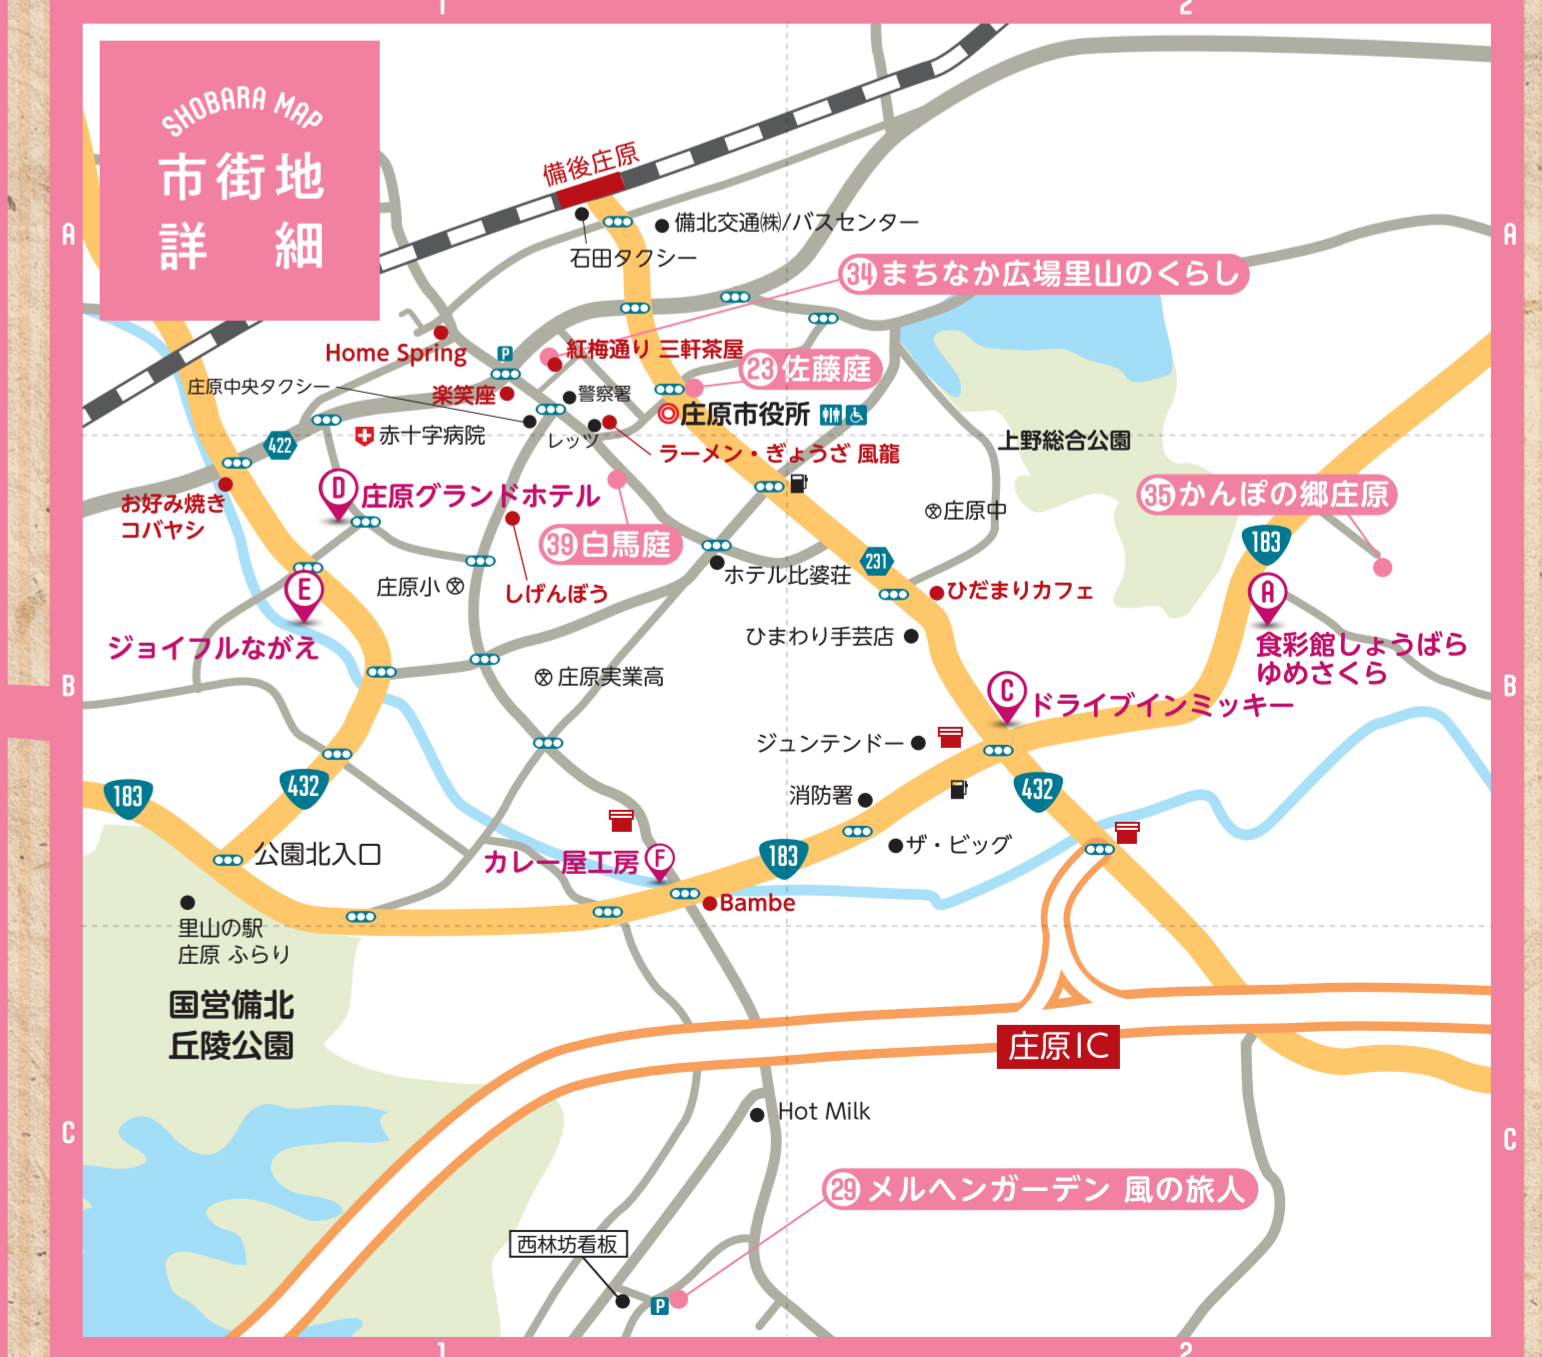 1
2
SHOBARA MAP
市街地
詳 細
備後庄原
備北交通㈱/バスセンター
石田タクシー
A
A
34 まちなか広場里山のくらし
Home Spring
P
紅梅通り 三軒茶屋
23 佐藤庭
庄原中央タクシー
楽笑座
警察署
庄原市役所
赤十字病院
レッツ
422
ラーメン・ぎょうざ 風龍
上野総合公園
D 庄原グランドホテル
お好み焼き
コバヤシ
35 かんぽの郷庄原
文 庄原中
39 白馬庭
183
231
ホテル比婆荘
庄原小 文
しげんぼう
ひだまりカフェ
E
ジョイフルながえ
A
食彩館しょうばら
ゆめさくら
ひまわり手芸店
B
B
文 庄原実業高
C ドライブインミッキー
ジュンテンドー
183
432
432
消防署
公園北入口
183
ザ・ビッグ
カレー屋工房 F
Bambe
里山の駅
庄原 ふらり
国営備北
丘陵公園
庄原IC
Hot Milk
C
C
29 メルヘンガーデン 風の旅人
西林坊看板
P
1
2